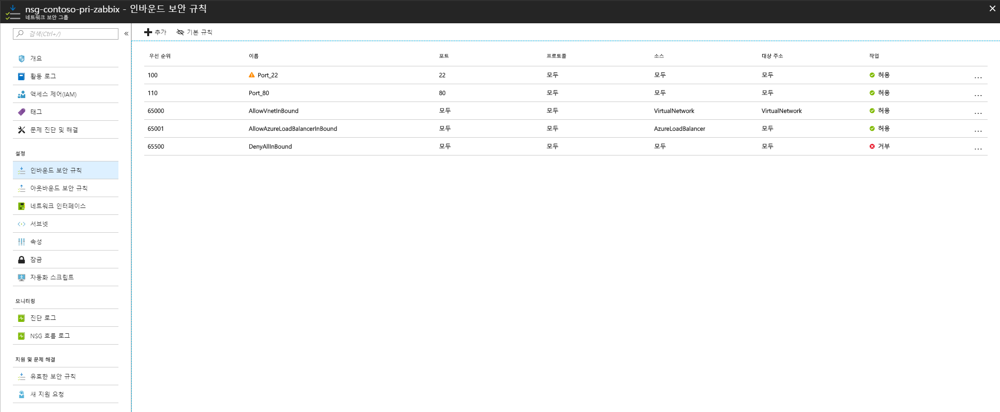 nsg-contoso-pri-zabbix - 인바운드 보안 규칙
네트워크 보안 그룹
검색(Ctrl+/)
개요
활동 로그
액세스 제어(IAM)
태그
문제 진단 및 해결
설정
인바운드 보안 규칙
아웃바운드 보안 규칙
네트워크 인터페이스
서브넷
속성
잠금
자동화 스크립트
모니터링
진단 로그
NSG 흐름 로그
지원 및 문제 해결
유효한 보안 규칙
새 지원 요청
추가 기본 규칙
우선 순위 이름 포트 프로토콜 소스 대상 주소 작업
100 Port_22 22 모두 모두 모두 허용 ...
110 Port_80 80 모두 모두 모두 허용 ...
65000 AllowVnetInBound 모두 모두 VirtualNetwork VirtualNetwork 허용 ...
65001 AllowAzureLoadBalancerInBound 모두 모두 AzureLoadBalancer 모두 허용 ...
65500 DenyAllInBound 모두 모두 모두 모두 거부 ...